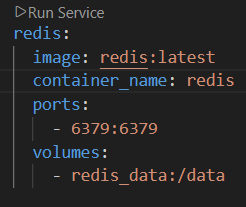 Run Service
redis:
  image: redis:latest
  container_name: redis
  ports:
    - 6379:6379
  volumes:
    - redis_data:/data